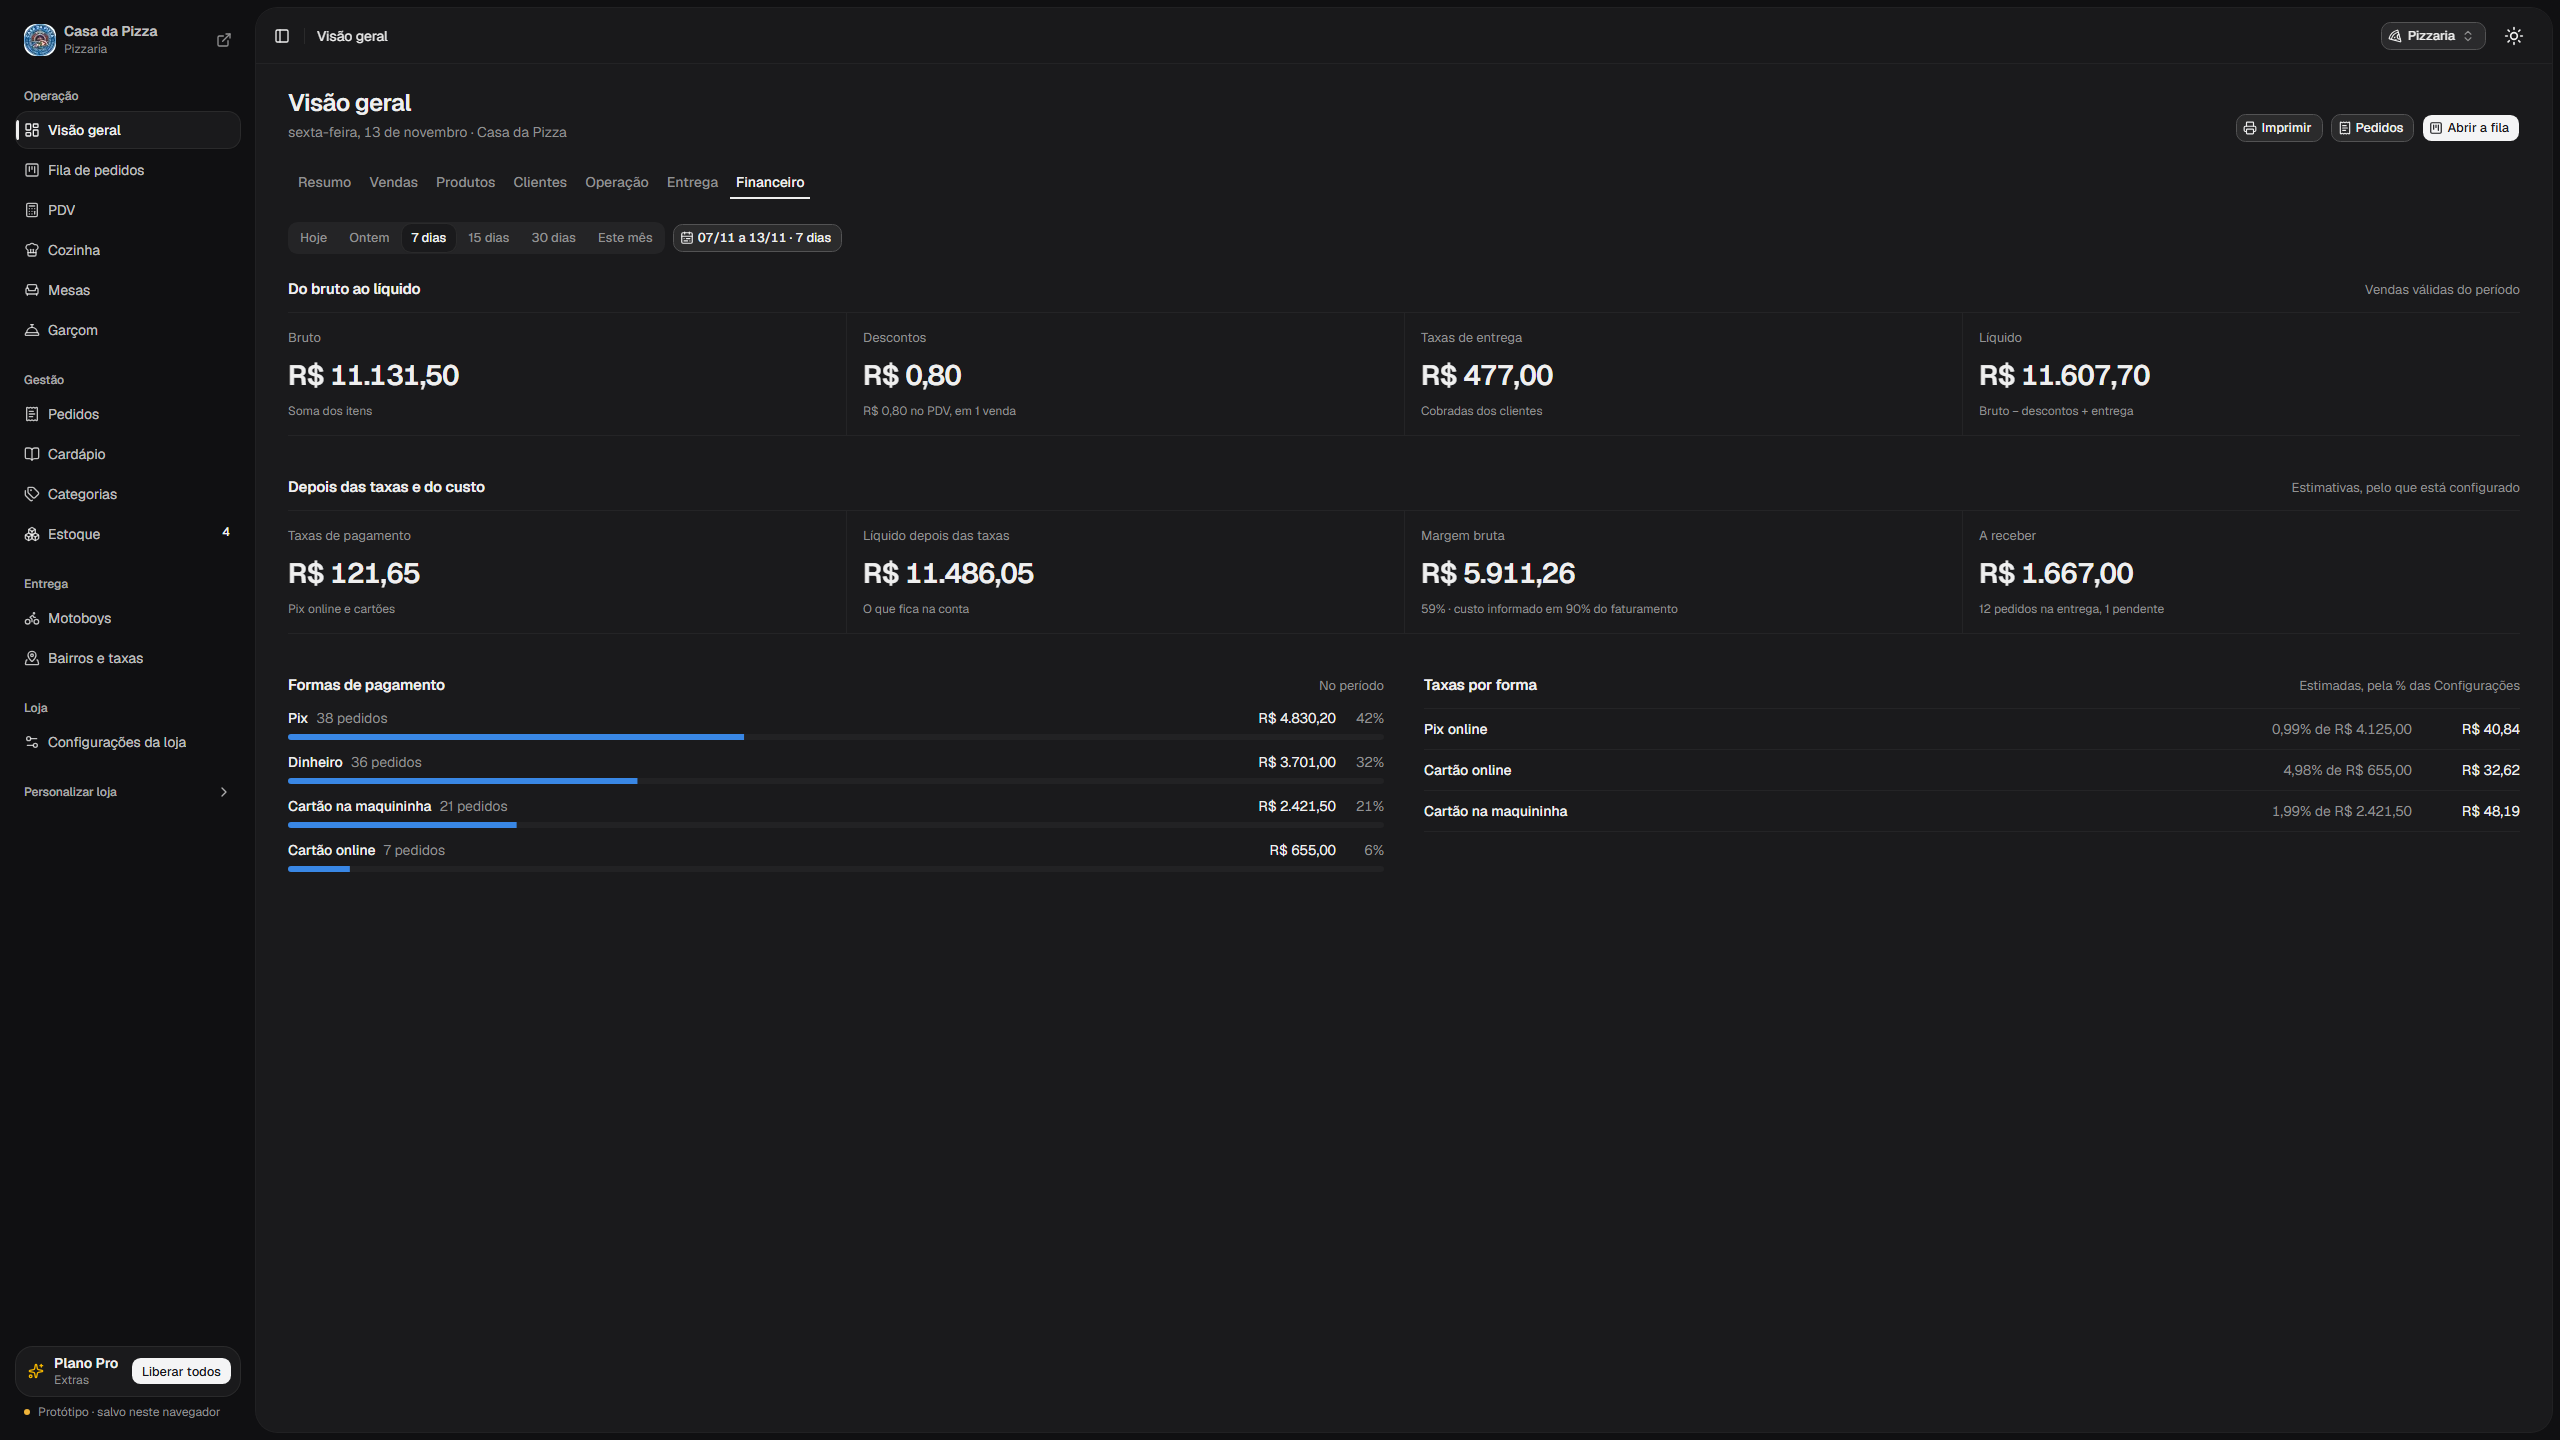 Casa da Pizza
Pizzaria
Operação
Visão geral
Fila de pedidos
PDV
Cozinha
Mesas
Garçom
Gestão
Pedidos
Cardápio
Categorias
Estoque 4
Entrega
Motoboys
Bairros e taxas
Loja
Configurações da loja
Personalizar loja
Plano Pro
Extras
Liberar todos
Protótipo · salvo neste navegador
Visão geral
Pizzaria
Visão geral
sexta-feira, 13 de novembro · Casa da Pizza
Imprimir Pedidos Abrir a fila
Resumo Vendas Produtos Clientes Operação Entrega Financeiro
Hoje Ontem 7 dias 15 dias 30 dias Este mês 07/11 a 13/11 · 7 dias
Do bruto ao líquido Vendas válidas do período
Bruto
R$ 11.131,50
Soma dos itens
Descontos
R$ 0,80
R$ 0,80 no PDV, em 1 venda
Taxas de entrega
R$ 477,00
Cobradas dos clientes
Líquido
R$ 11.607,70
Bruto − descontos + entrega
Depois das taxas e do custo Estimativas, pelo que está configurado
Taxas de pagamento
R$ 121,65
Pix online e cartões
Líquido depois das taxas
R$ 11.486,05
O que fica na conta
Margem bruta
R$ 5.911,26
59% · custo informado em 90% do faturamento
A receber
R$ 1.667,00
12 pedidos na entrega, 1 pendente
Formas de pagamento No período
Pix 38 pedidos R$ 4.830,20 42%
Dinheiro 36 pedidos R$ 3.701,00 32%
Cartão na maquininha 21 pedidos R$ 2.421,50 21%
Cartão online 7 pedidos R$ 655,00 6%
Taxas por forma Estimadas, pela % das Configurações
Pix online 0,99% de R$ 4.125,00 R$ 40,84
Cartão online 4,98% de R$ 655,00 R$ 32,62
Cartão na maquininha 1,99% de R$ 2.421,50 R$ 48,19